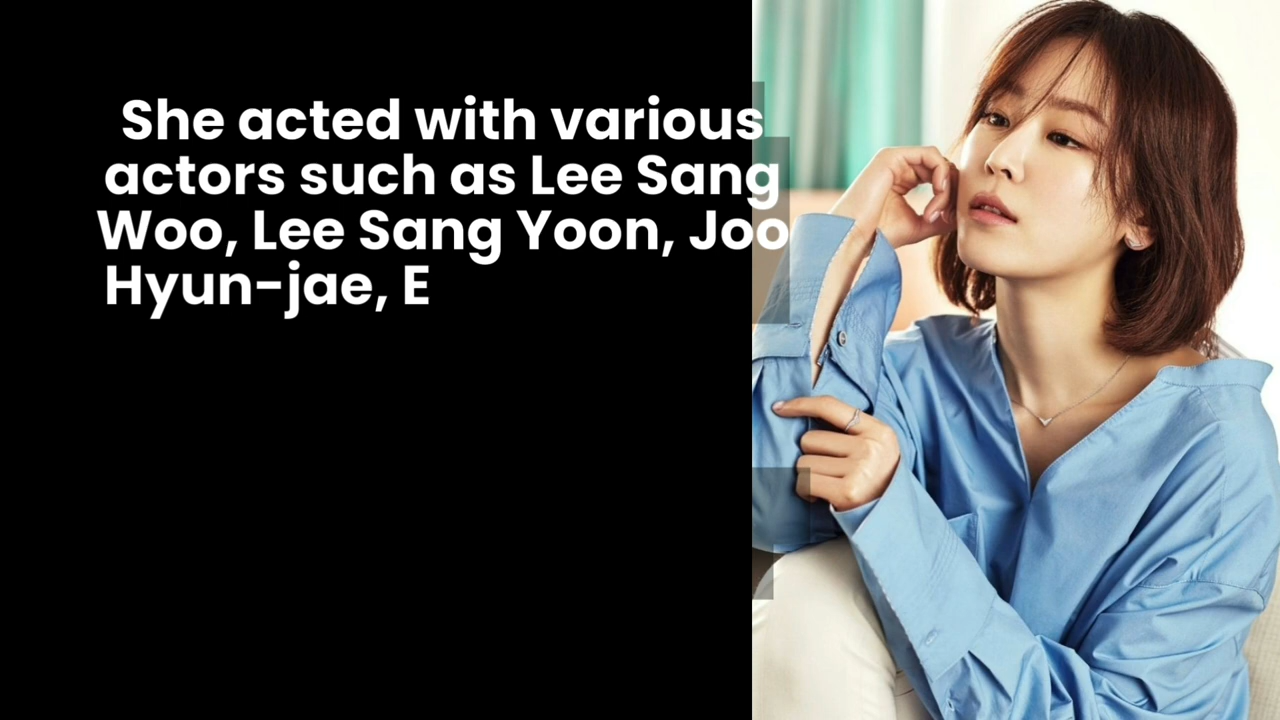 She acted with various
actors such as Lee Sang
Woo, Lee Sang Yoon, Joo
Hyun-jae, E